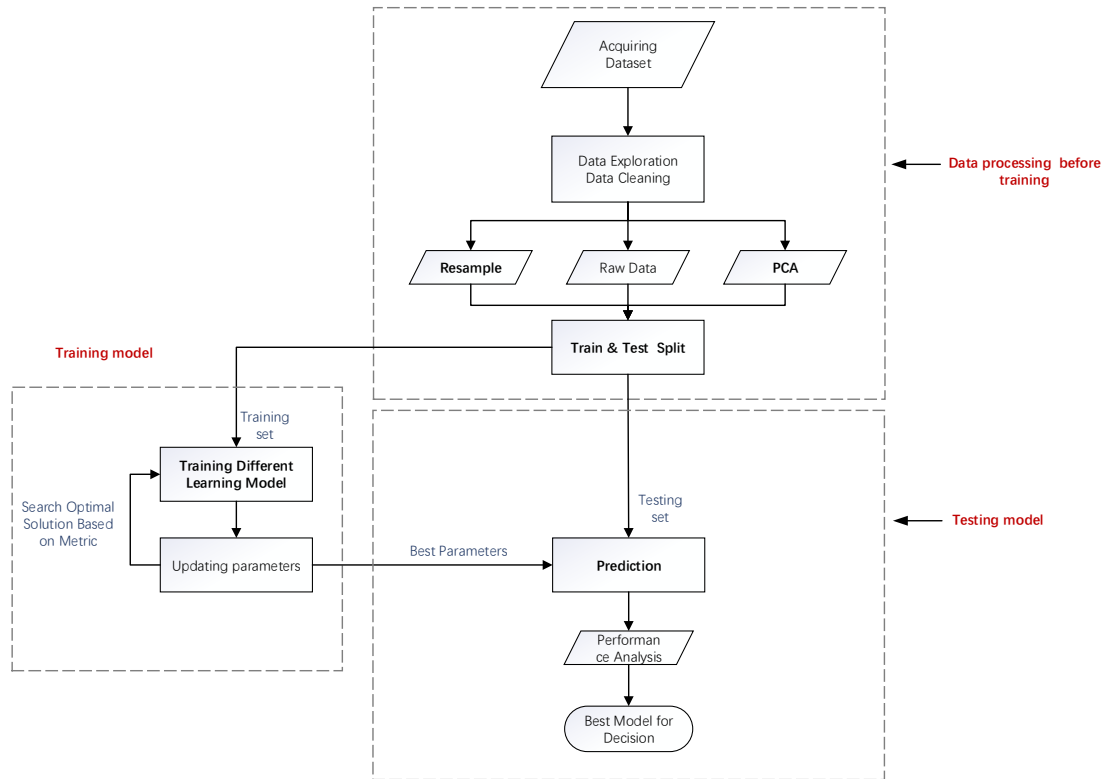 Acquiring
Dataset
Data Exploration
Data Cleaning
Data processing before
training
Resample
Raw Data
PCA
Train & Test Split
Training model
Training
set
Training Different
Learning Model
Search Optimal
Solution Based
on Metric
Updating parameters
Best Parameters
Testing
set
Testing model
Prediction
Performan
ce Analysis
Best Model for
Decision